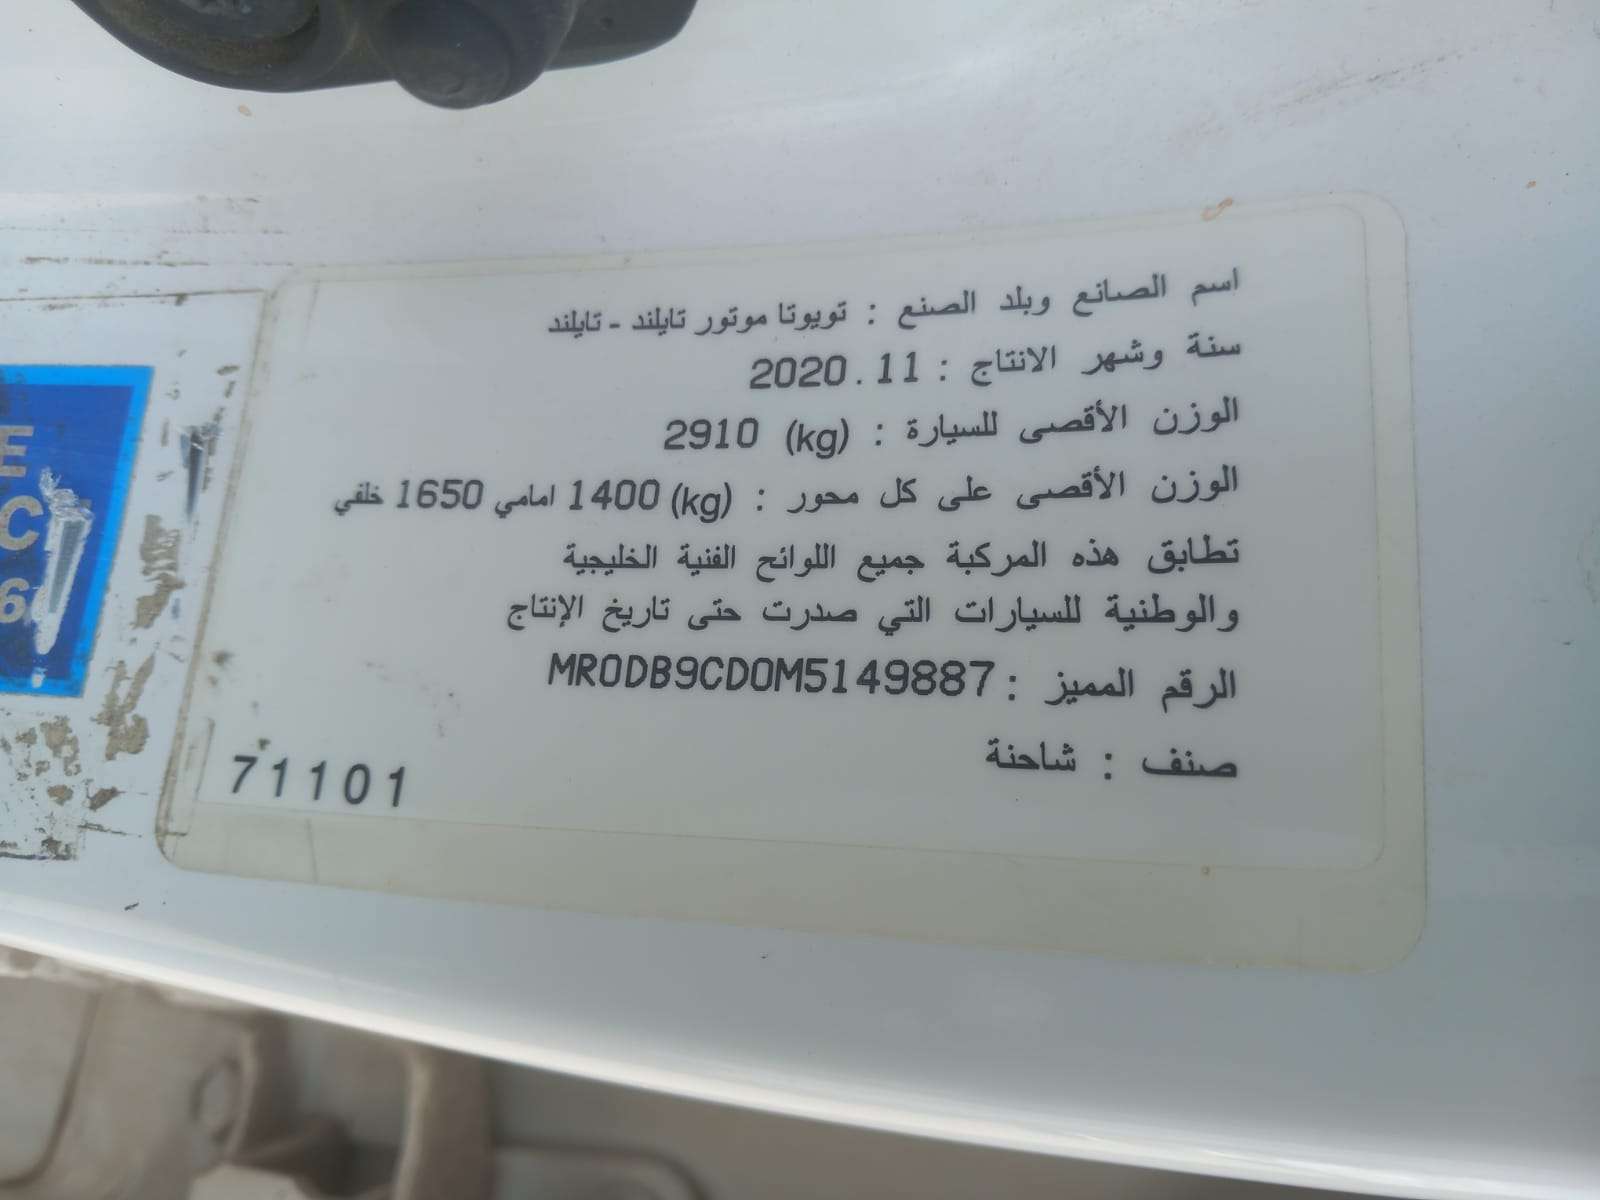 اسم الصانع وبلد الصنع : تويوتا موتور تايلند - تايلند
سنة وشهر الانتاج : 2020.11
الوزن الأقصى للسيارة : (kg) 2910
الوزن الأقصى على كل محور : (kg) 1400 امامي 1650 خلفي
تطابق هذه المركبة جميع اللوائح الفنية الخليجية
والوطنية للسيارات التي صدرت حتى تاريخ الإنتاج
الرقم المميز : MR0DB9CD0M5149887
صنف : شاحنة
71101
E
C
6